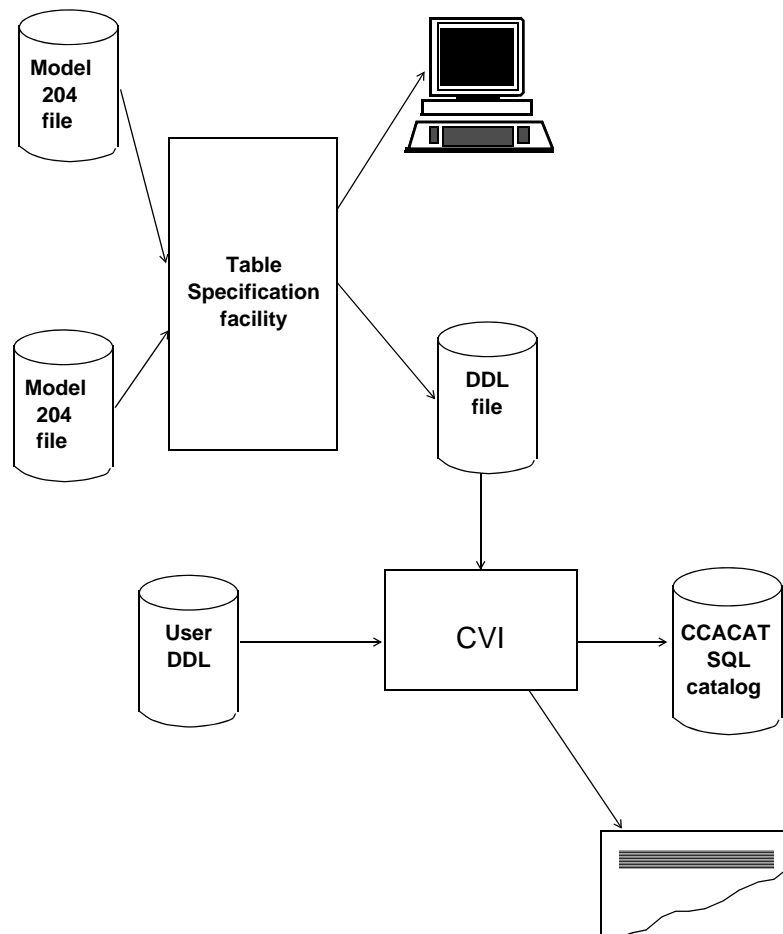 Model
204
file
Table
Specification
facility
Model
204
file
DDL
file
User
DDL
CVI
CCACAT
SQL
catalog